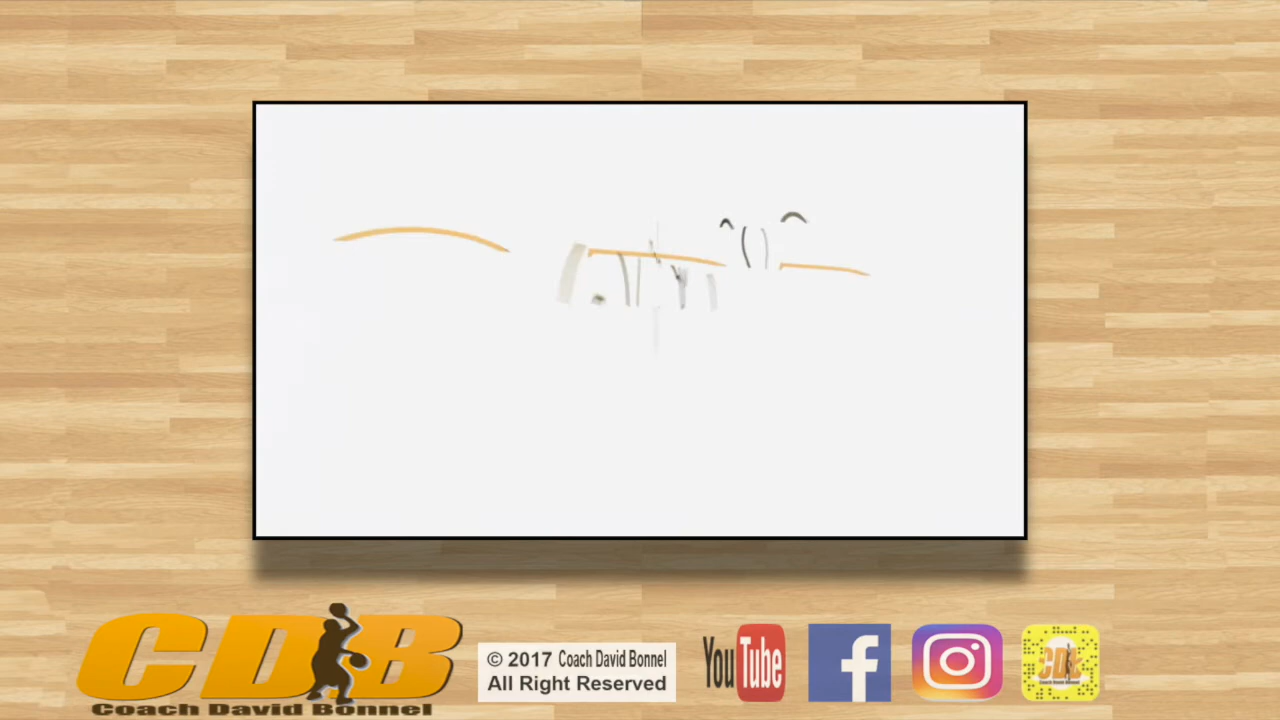 CDB
Coach David Bonnel
© 2017 Coach David Bonnel
All Right Reserved
YouTube